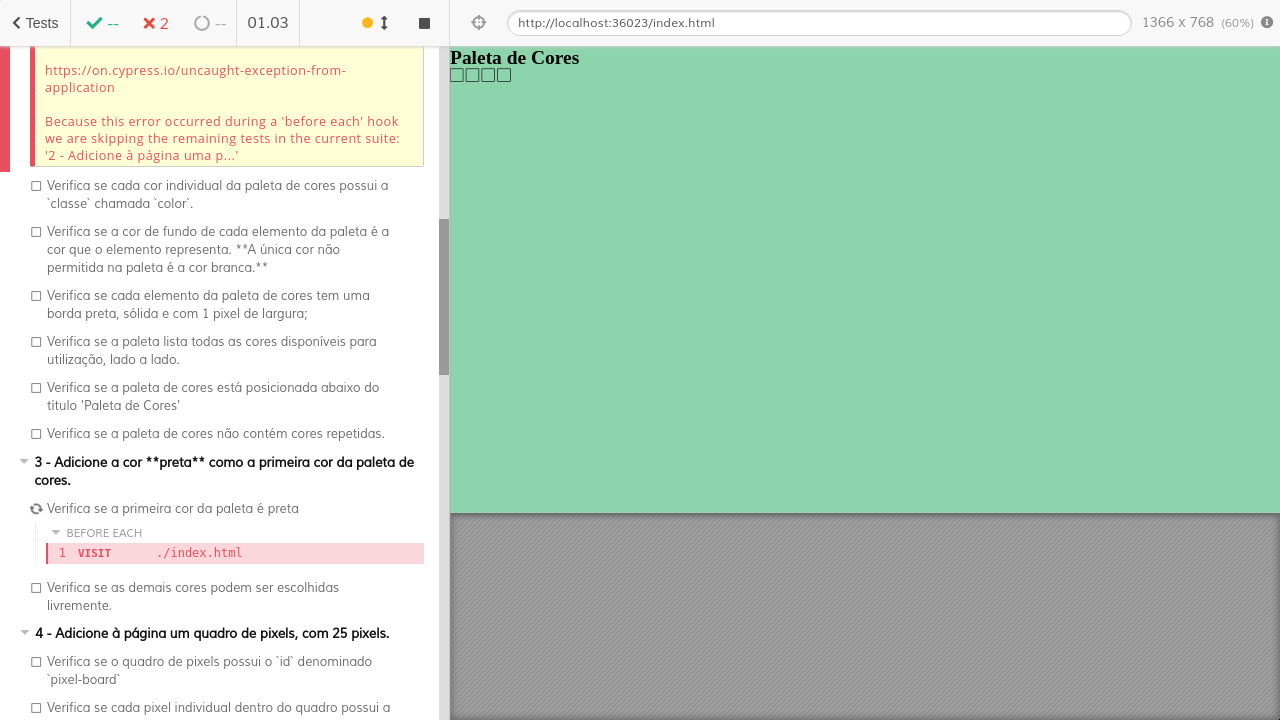 Tests
--
2
--
01.03
http://localhost:36023/index.html
1366 x 768 (60%)
https://on.cypress.io/uncaught-exception-from-
application
Because this error occurred during a 'before each' hook
we are skipping the remaining tests in the current suite:
'2 - Adicione à página uma p...'
Verifica se cada cor individual da paleta de cores possui a
`classe` chamada `color`.
Verifica se a cor de fundo de cada elemento da paleta é a
cor que o elemento representa. **A única cor não
permitida na paleta é a cor branca.**
Verifica se cada elemento da paleta de cores tem uma
borda preta, sólida e com 1 pixel de largura;
Verifica se a paleta lista todas as cores disponíveis para
utilização, lado a lado.
Verifica se a paleta de cores está posicionada abaixo do
título 'Paleta de Cores'
Verifica se a paleta de cores não contém cores repetidas.
3 - Adicione a cor **preta** como a primeira cor da paleta de
cores.
Verifica se a primeira cor da paleta é preta
BEFORE EACH
1 VISIT ./index.html
Verifica se as demais cores podem ser escolhidas
livremente.
4 - Adicione à página um quadro de pixels, com 25 pixels.
Verifica se o quadro de pixels possui o `id` denominado
`pixel-board`
Verifica se cada pixel individual dentro do quadro possui a
Paleta de Cores